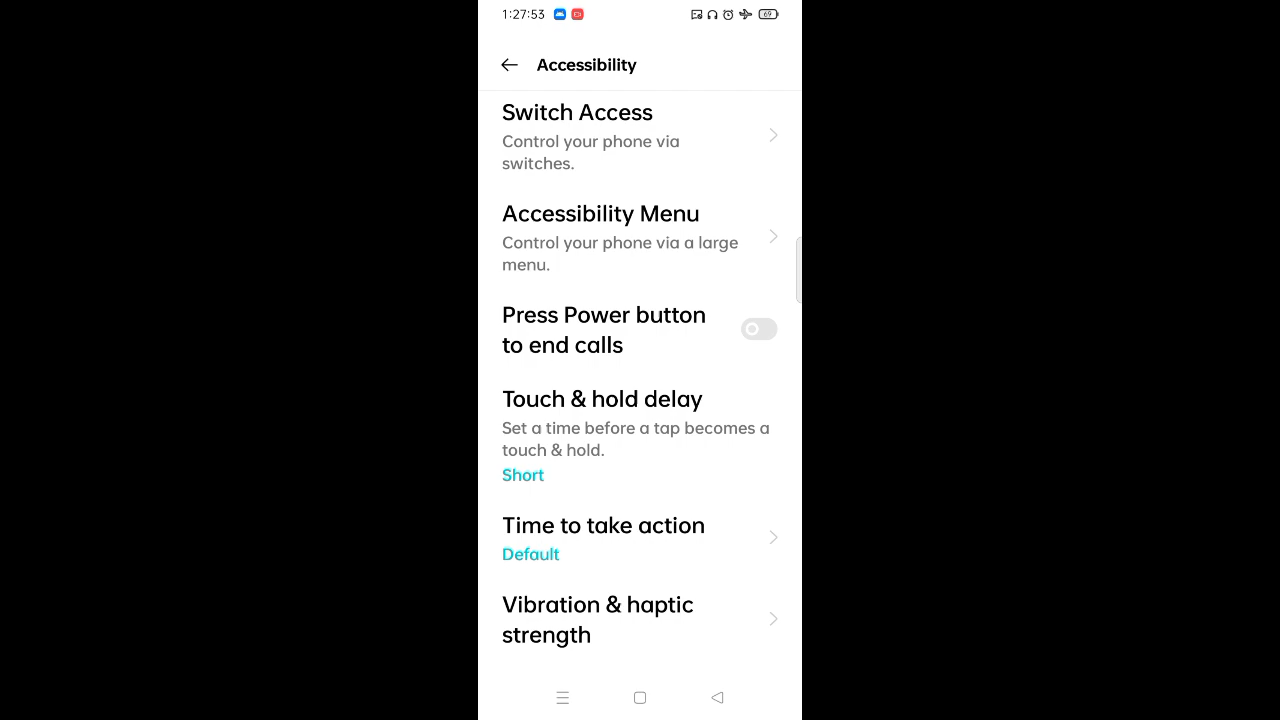 1:27:53
69
Accessibility
Switch Access
Control your phone via
switches.
Accessibility Menu
Control your phone via a large
menu.
Press Power button
to end calls
Touch & hold delay
Set a time before a tap becomes a
touch & hold.
Short
Time to take action
Default
Vibration & haptic
strength